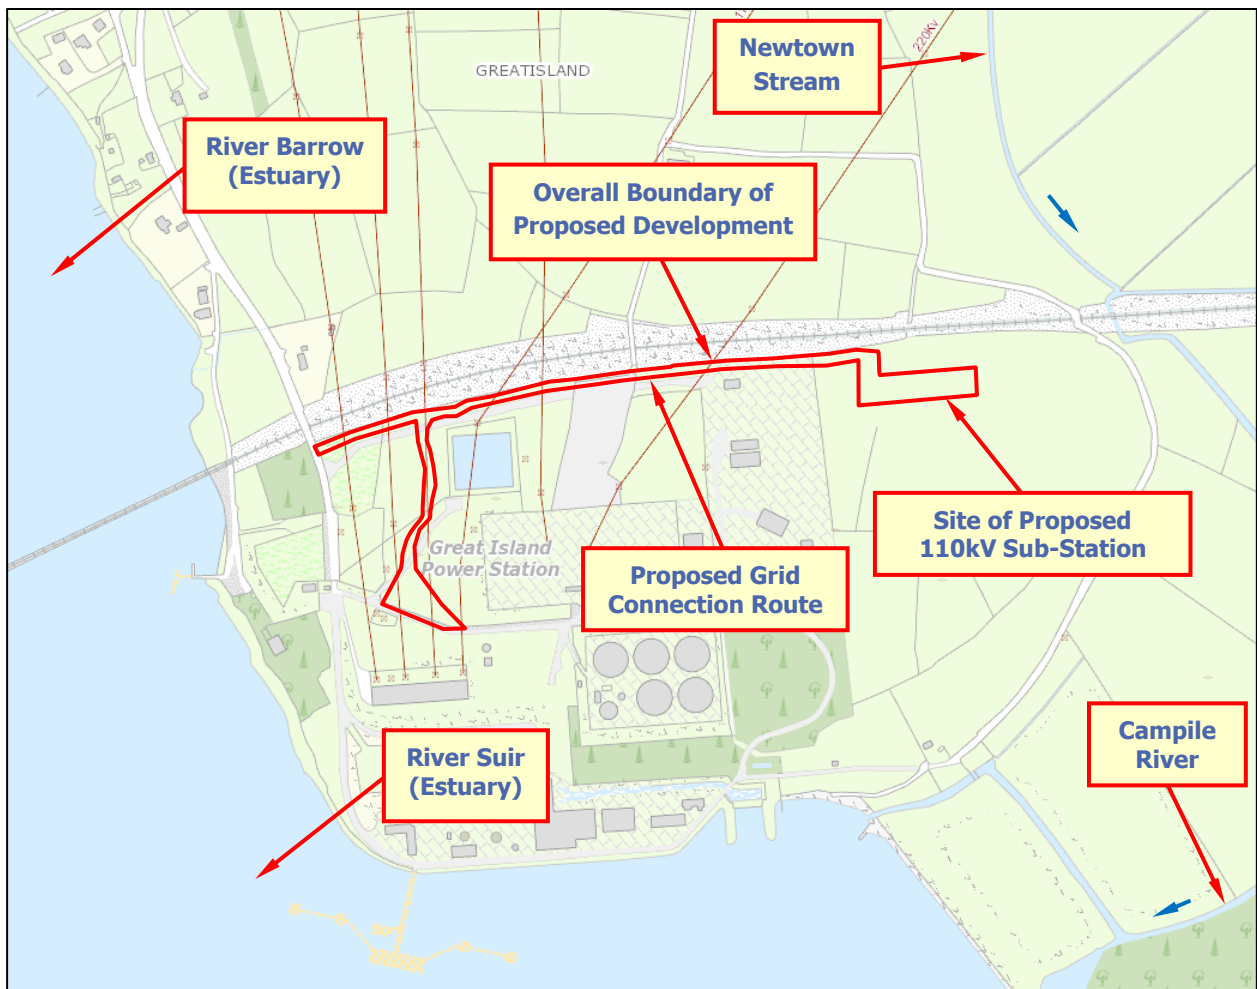 Newtown
Stream
220Kv
GREATISLAND
River Barrow
(Estuary)
Overall Boundary of
Proposed Development
Site of Proposed
110kV Sub-Station
Great Island
Power Station
Proposed Grid
Connection Route
Campile
River
River Suir
(Estuary)